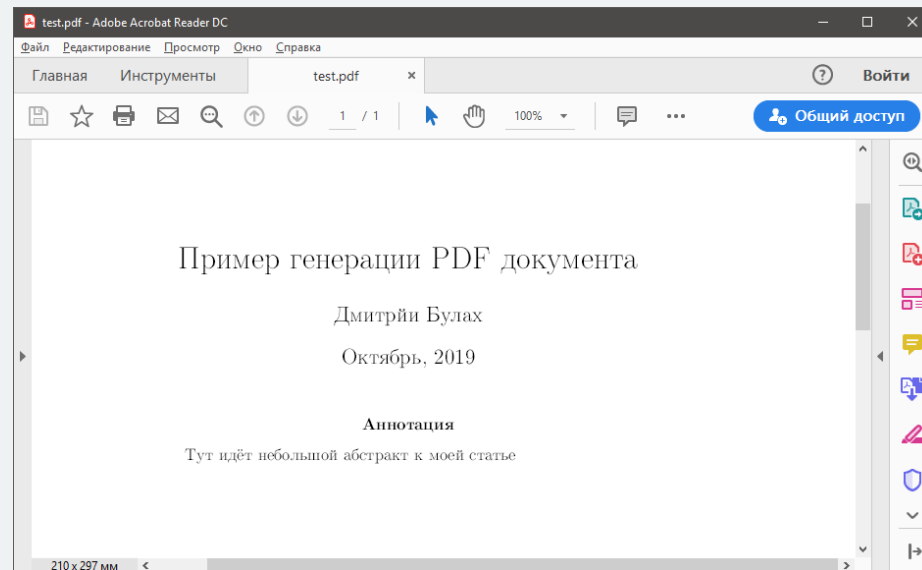 test.pdf - Adobe Acrobat Reader DC
Файл Редактирование Просмотр Окно Справка
Главная Инструменты test.pdf × ? Войти
1 / 1 100% Общий доступ
Пример генерации PDF документа
Дмитрйи Булах
Октябрь, 2019
Аннотация
Тут идёт небольшой абстракт к моей статье
210 x 297 мм